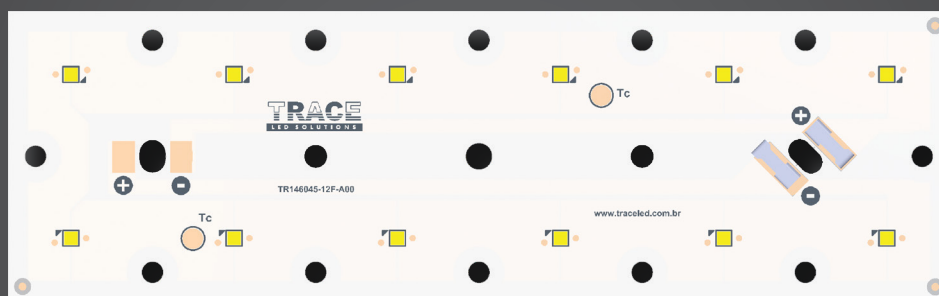 Tc
TRACE
LED SOLUTIONS
+
+
-
TR146045-12F-A00
-
Tc
www.traceled.com.br